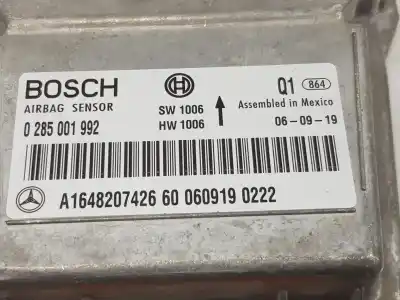 BOSCH
AIRBAG SENSOR
0 285 001 992
SW 1006
HW 1006
Q1 864
Assembled in Mexico
06-09-19
A1648207426 60 060919 0222